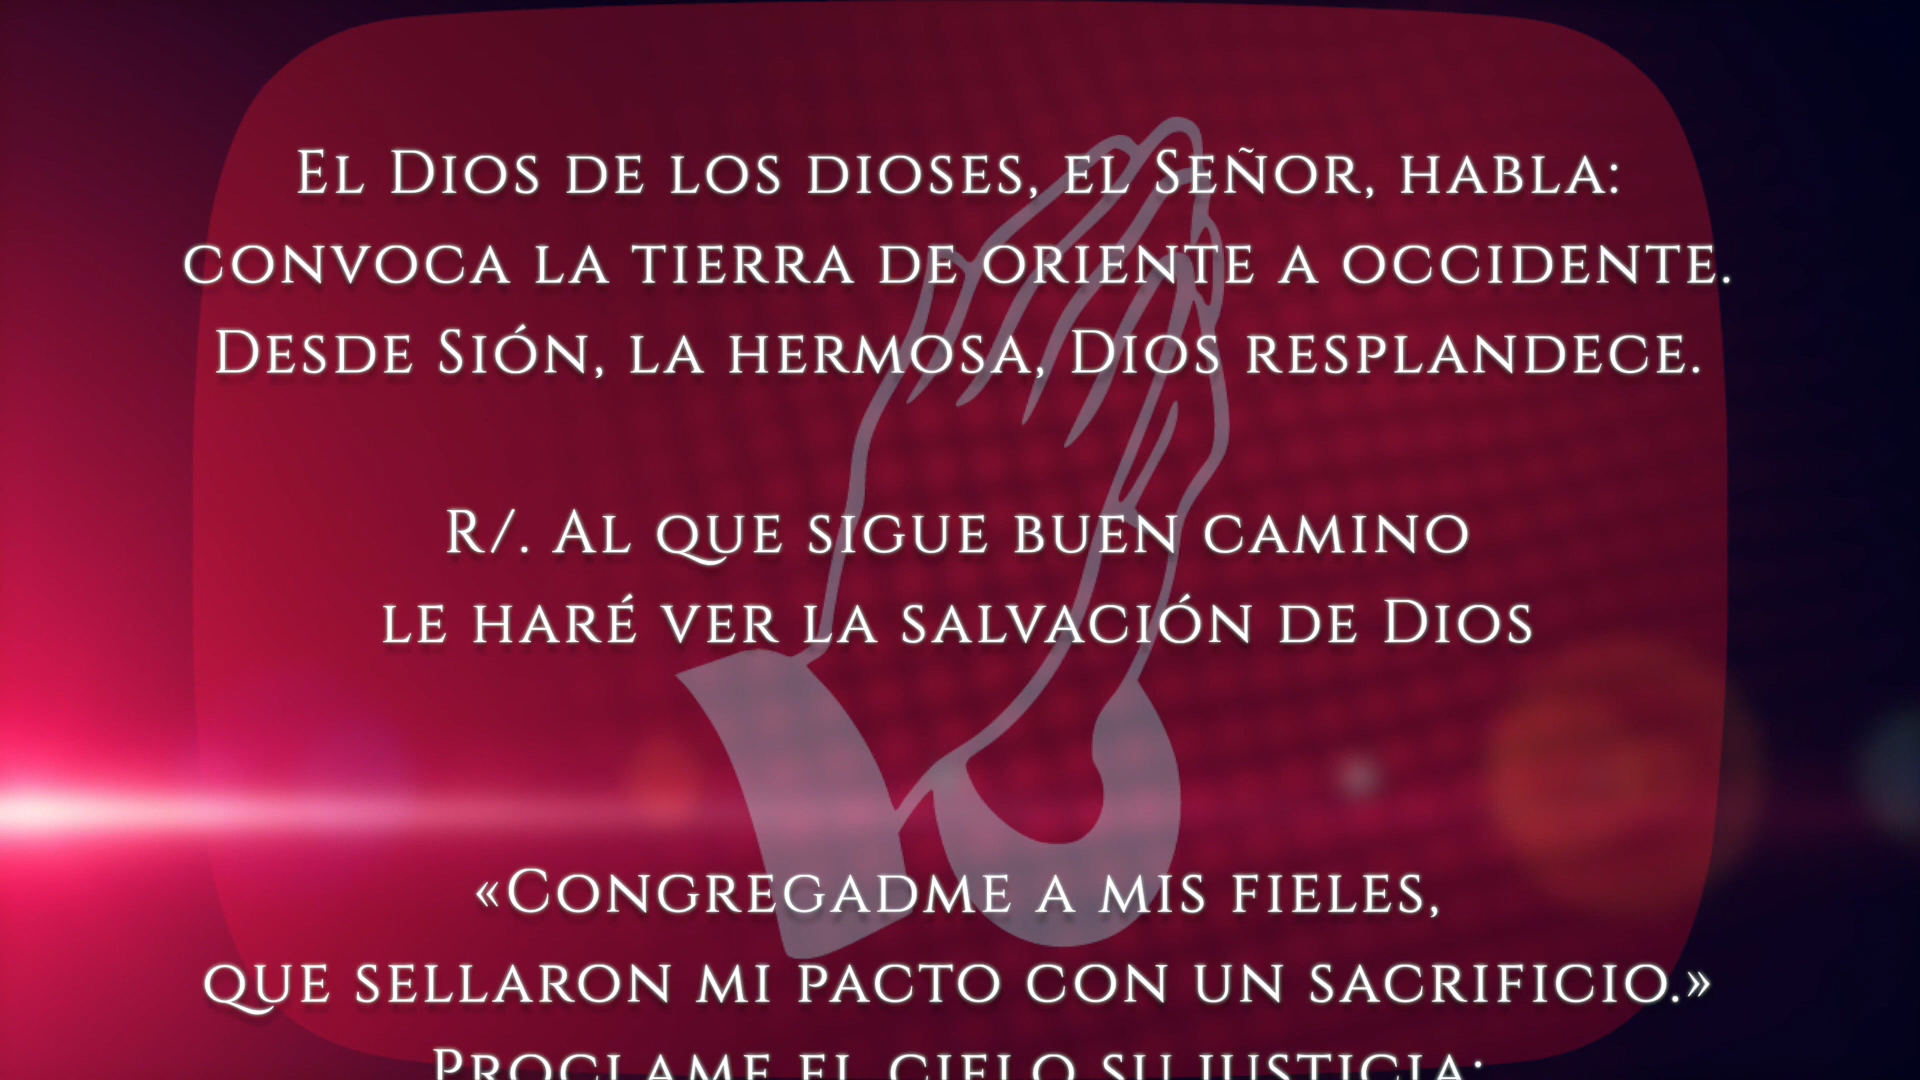 El Dios de los dioses, el Señor, habla:
convoca la tierra de oriente a occidente.
Desde Sión, la hermosa, Dios resplandece.
R/. Al que sigue buen camino
le haré ver la salvación de Dios
«Congregadme a mis fieles,
que sellaron mi pacto con un sacrificio.»
Proclame el cielo su justicia;